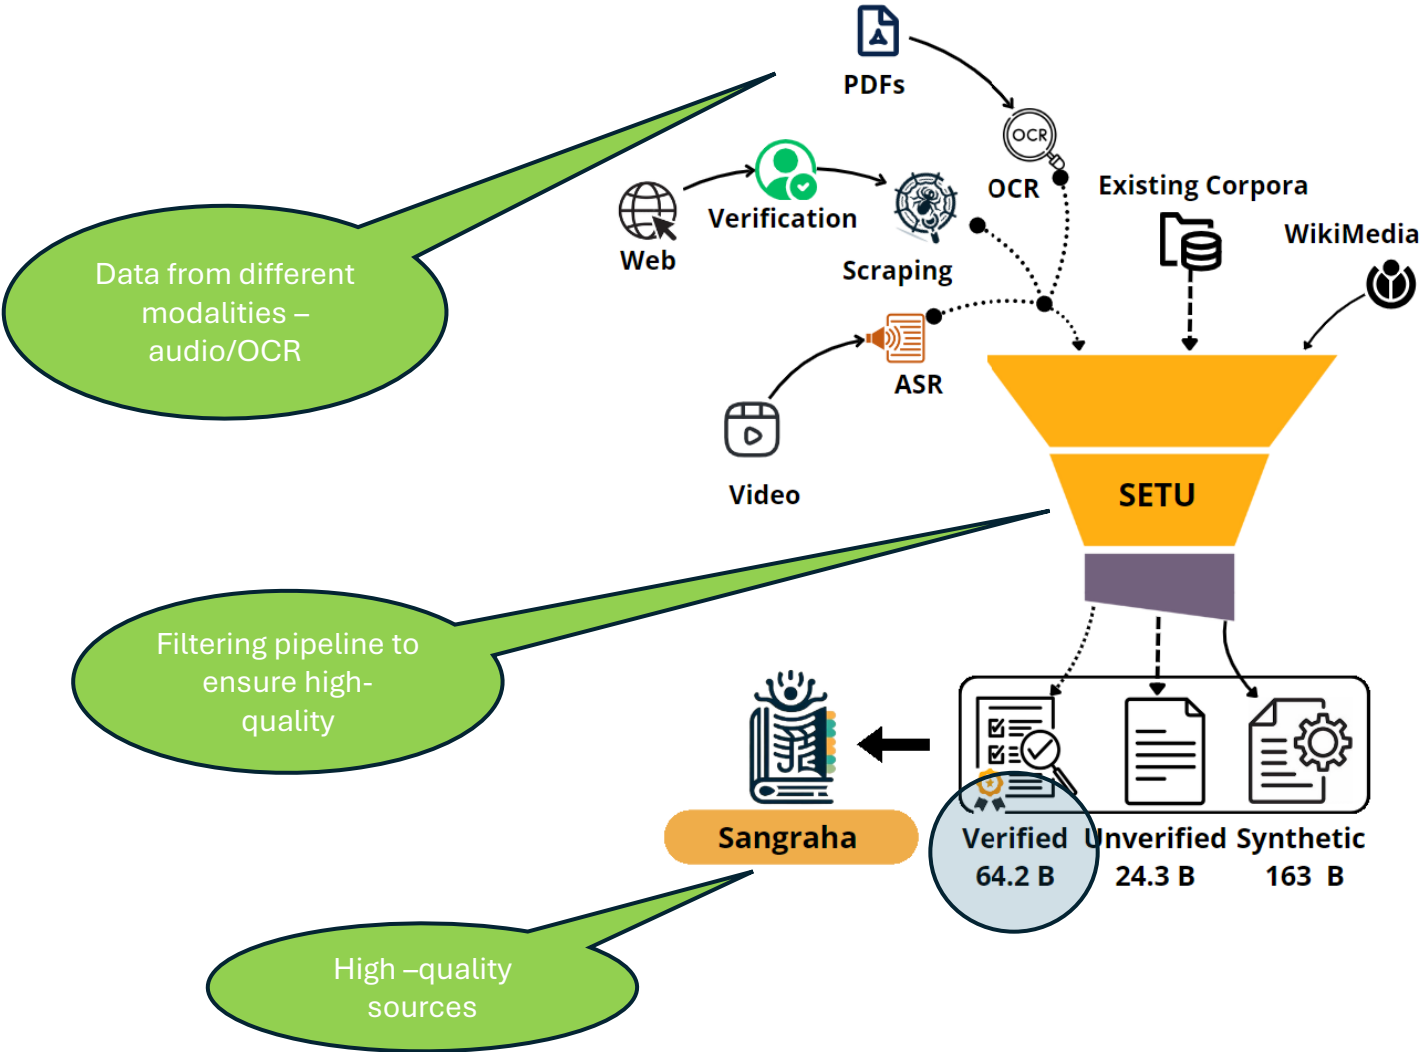 PDFs
OCR
OCR
Existing Corpora
WikiMedia
Verification
Web
Scraping
Data from different
modalities –
audio/OCR
ASR
Video
SETU
Filtering pipeline to
ensure high-
quality
Sangraha
Verified
64.2 B
Unverified
24.3 B
Synthetic
163 B
High –quality
sources